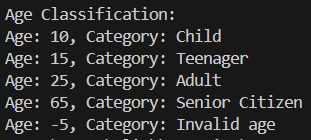 Age Classification:
Age: 10, Category: Child
Age: 15, Category: Teenager
Age: 25, Category: Adult
Age: 65, Category: Senior Citizen
Age: -5, Category: Invalid age